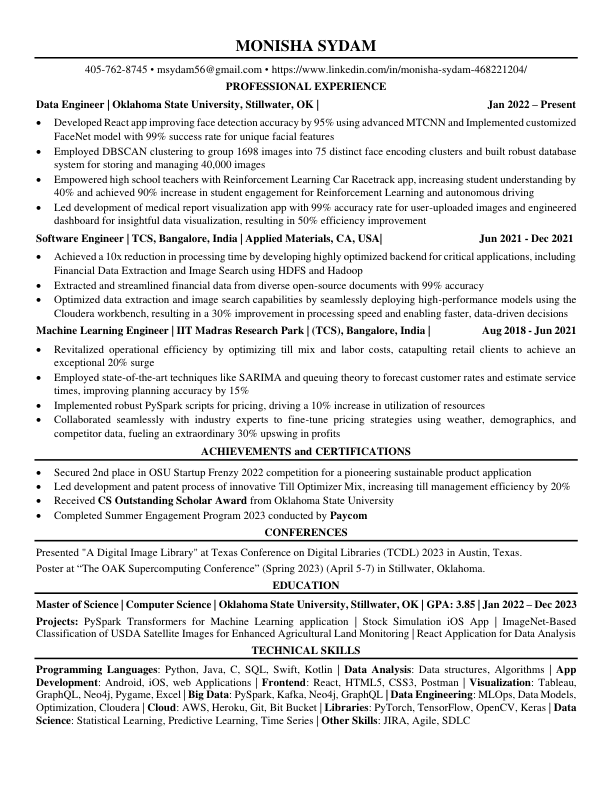 MONISHA SYDAM
405-762-8745 • msydam56@gmail.com • https://www.linkedin.com/in/monisha-sydam-468221204/
PROFESSIONAL EXPERIENCE
Data Engineer | Oklahoma State University, Stillwater, OK | Jan 2022 – Present
• Developed React app improving face detection accuracy by 95% using advanced MTCNN and Implemented customized
FaceNet model with 99% success rate for unique facial features
• Employed DBSCAN clustering to group 1698 images into 75 distinct face encoding clusters and built robust database
system for storing and managing 40,000 images
• Empowered high school teachers with Reinforcement Learning Car Racetrack app, increasing student understanding by
40% and achieved 90% increase in student engagement for Reinforcement Learning and autonomous driving
• Led development of medical report visualization app with 99% accuracy rate for user-uploaded images and engineered
dashboard for insightful data visualization, resulting in 50% efficiency improvement
Software Engineer | TCS, Bangalore, India | Applied Materials, CA, USA| Jun 2021 - Dec 2021
• Achieved a 10x reduction in processing time by developing highly optimized backend for critical applications, including
Financial Data Extraction and Image Search using HDFS and Hadoop
• Extracted and streamlined financial data from diverse open-source documents with 99% accuracy
• Optimized data extraction and image search capabilities by seamlessly deploying high-performance models using the
Cloudera workbench, resulting in a 30% improvement in processing speed and enabling faster, data-driven decisions
Machine Learning Engineer | IIT Madras Research Park | (TCS), Bangalore, India | Aug 2018 - Jun 2021
• Revitalized operational efficiency by optimizing till mix and labor costs, catapulting retail clients to achieve an
exceptional 20% surge
• Employed state-of-the-art techniques like SARIMA and queuing theory to forecast customer rates and estimate service
times, improving planning accuracy by 15%
• Implemented robust PySpark scripts for pricing, driving a 10% increase in utilization of resources
• Collaborated seamlessly with industry experts to fine-tune pricing strategies using weather, demographics, and
competitor data, fueling an extraordinary 30% upswing in profits
ACHIEVEMENTS and CERTIFICATIONS
• Secured 2nd place in OSU Startup Frenzy 2022 competition for a pioneering sustainable product application
• Led development and patent process of innovative Till Optimizer Mix, increasing till management efficiency by 20%
• Received CS Outstanding Scholar Award from Oklahoma State University
• Completed Summer Engagement Program 2023 conducted by Paycom
CONFERENCES
Presented "A Digital Image Library" at Texas Conference on Digital Libraries (TCDL) 2023 in Austin, Texas.
Poster at “The OAK Supercomputing Conference” (Spring 2023) (April 5-7) in Stillwater, Oklahoma.
EDUCATION
Master of Science | Computer Science | Oklahoma State University, Stillwater, OK | GPA: 3.85 | Jan 2022 – Dec 2023
Projects: PySpark Transformers for Machine Learning application | Stock Simulation iOS App | ImageNet-Based
Classification of USDA Satellite Images for Enhanced Agricultural Land Monitoring | React Application for Data Analysis
TECHNICAL SKILLS
Programming Languages: Python, Java, C, SQL, Swift, Kotlin | Data Analysis: Data structures, Algorithms | App
Development: Android, iOS, web Applications | Frontend: React, HTML5, CSS3, Postman | Visualization: Tableau,
GraphQL, Neo4j, Pygame, Excel | Big Data: PySpark, Kafka, Neo4j, GraphQL | Data Engineering: MLOps, Data Models,
Optimization, Cloudera | Cloud: AWS, Heroku, Git, Bit Bucket | Libraries: PyTorch, TensorFlow, OpenCV, Keras | Data
Science: Statistical Learning, Predictive Learning, Time Series | Other Skills: JIRA, Agile, SDLC